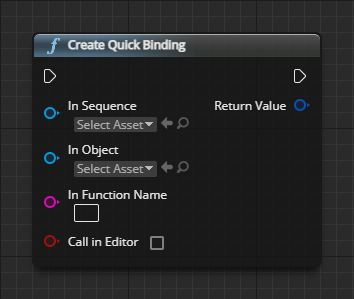 Create Quick Binding
In Sequence
Return Value
Select Asset
In Object
Select Asset
In Function Name
Call in Editor